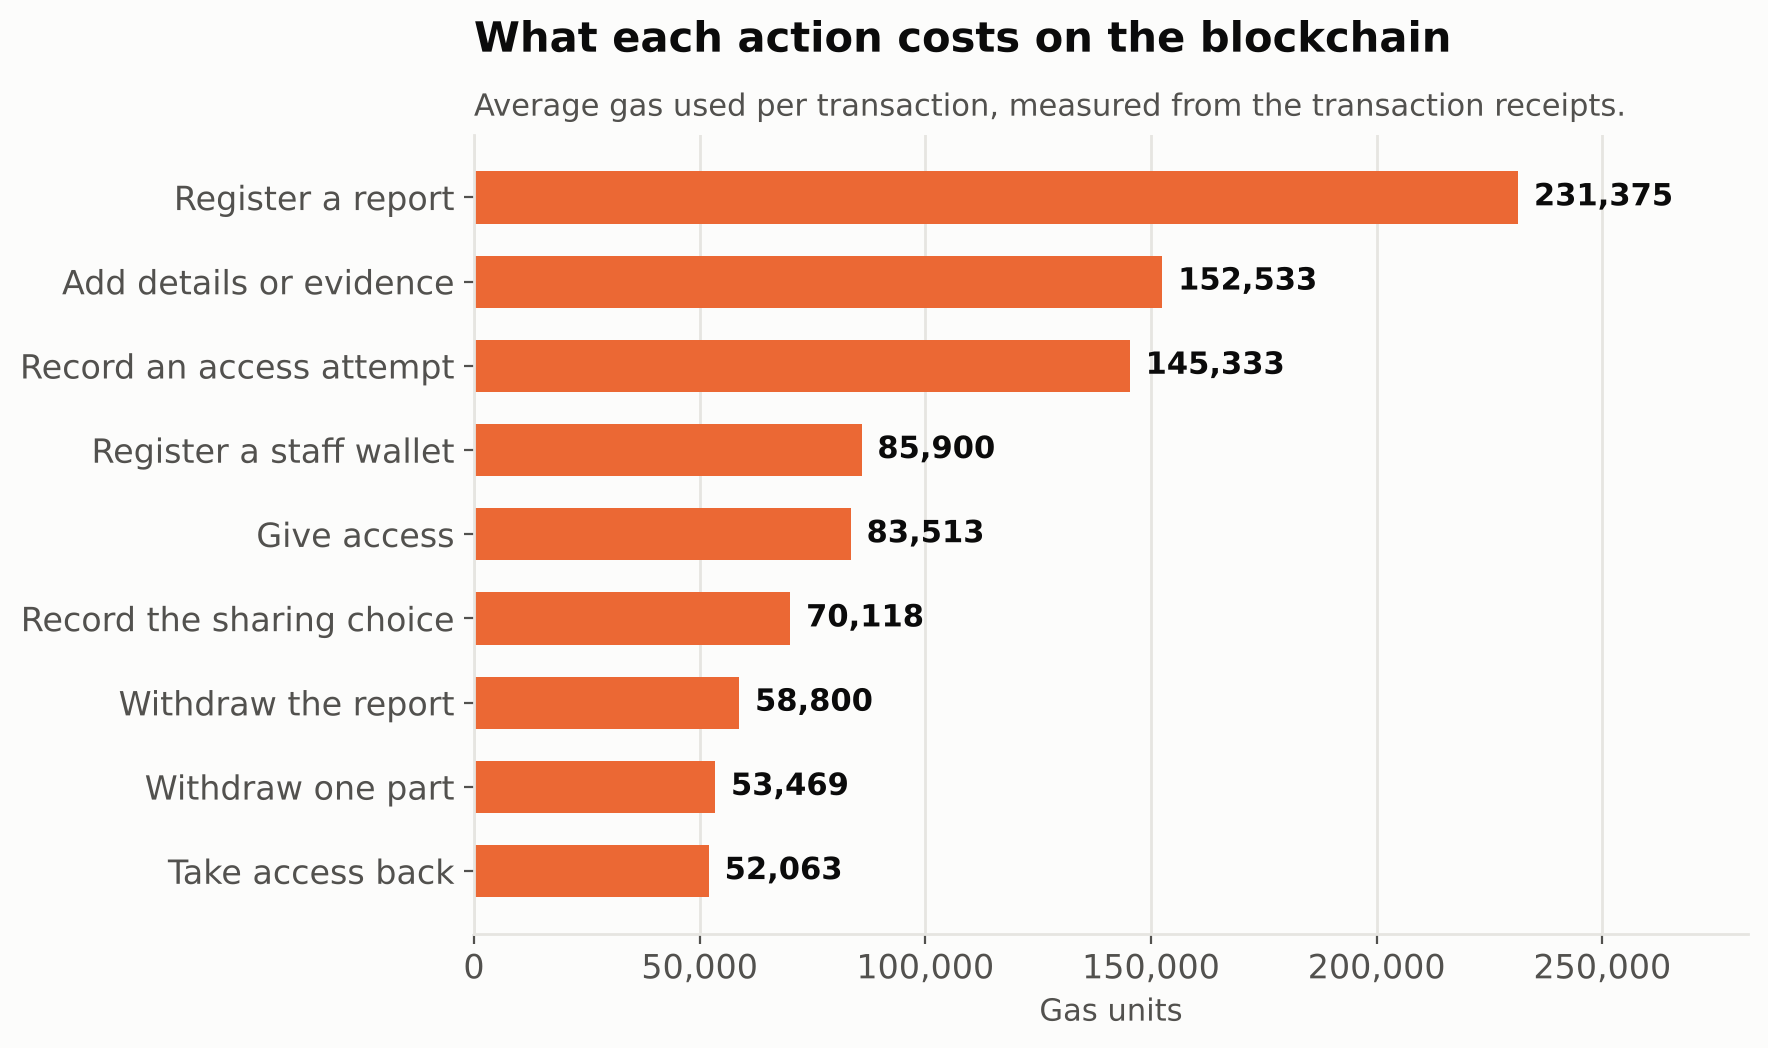 What each action costs on the blockchain
Average gas used per transaction, measured from the transaction receipts.
Register a report 231,375
Add details or evidence 152,533
Record an access attempt 145,333
Register a staff wallet 85,900
Give access 83,513
Record the sharing choice 70,118
Withdraw the report 58,800
Withdraw one part 53,469
Take access back 52,063
0 50,000 100,000 150,000 200,000 250,000
Gas units